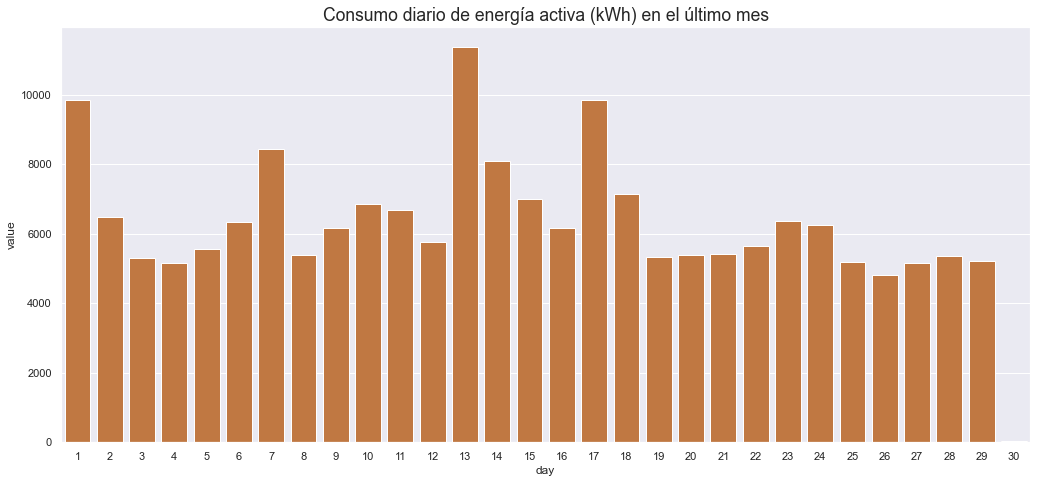 Consumo diario de energía activa (kWh) en el último mes
10000
8000
6000
4000
2000
0
value
1 2 3 4 5 6 7 8 9 10 11 12 13 14 15 16 17 18 19 20 21 22 23 24 25 26 27 28 29 30
day